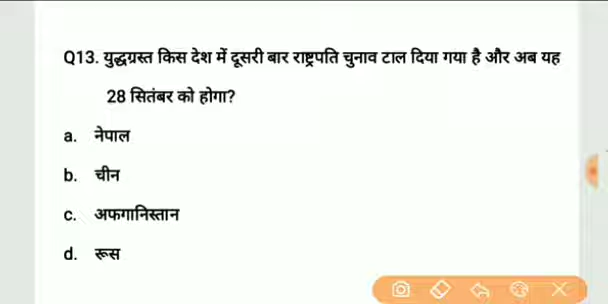 Q13. युद्धग्रस्त किस देश में दूसरी बार राष्ट्रपति चुनाव टाल दिया गया है और अब यह
28 सितंबर को होगा?
a. नेपाल
b. चीन
c. अफगानिस्तान
d. रूस